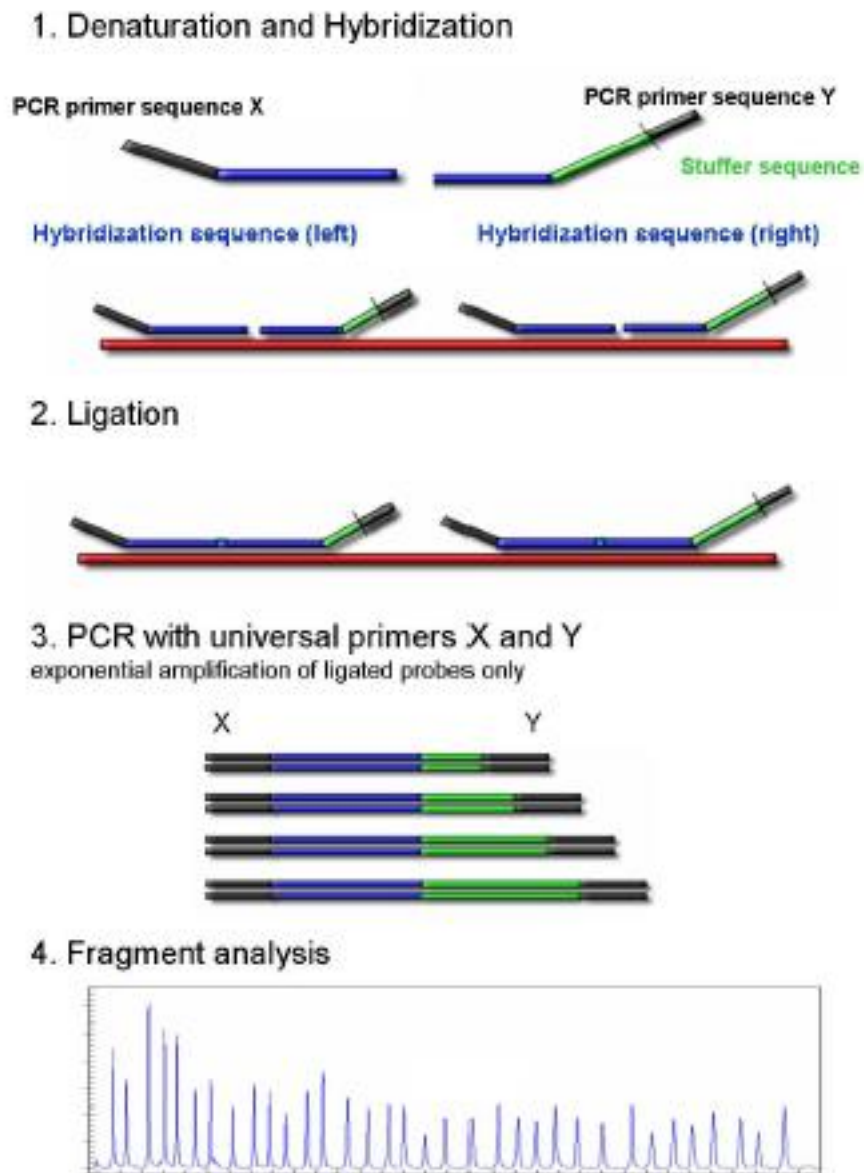 1. Denaturation and Hybridization
PCR primer sequence X
PCR primer sequence Y
Stuffer sequence
Hybridization sequence (left)
Hybridization sequence (right)
2. Ligation
3. PCR with universal primers X and Y
exponential amplification of ligated probes only
X
Y
4. Fragment analysis